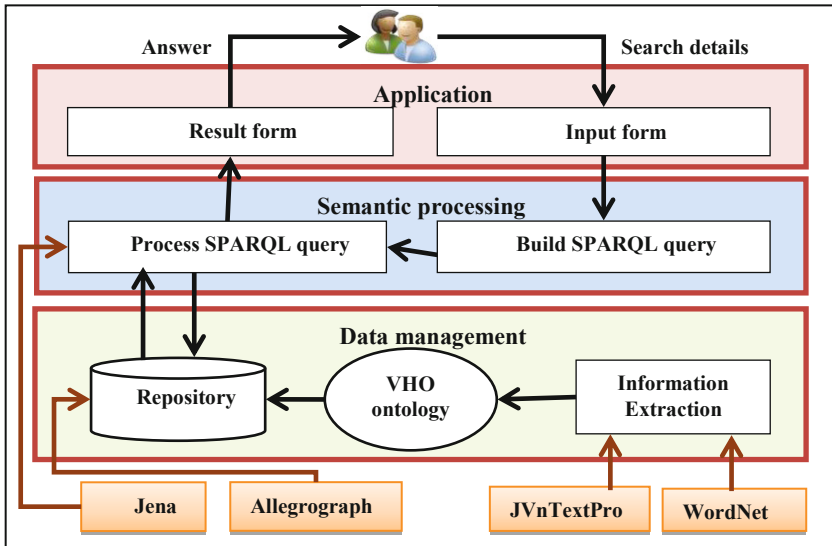 Answer
Search details
Application
Result form
Input form
Semantic processing
Process SPARQL query
Build SPARQL query
Data management
Repository
VHO
ontology
Information
Extraction
Jena
Allegrograph
JVnTextPro
WordNet